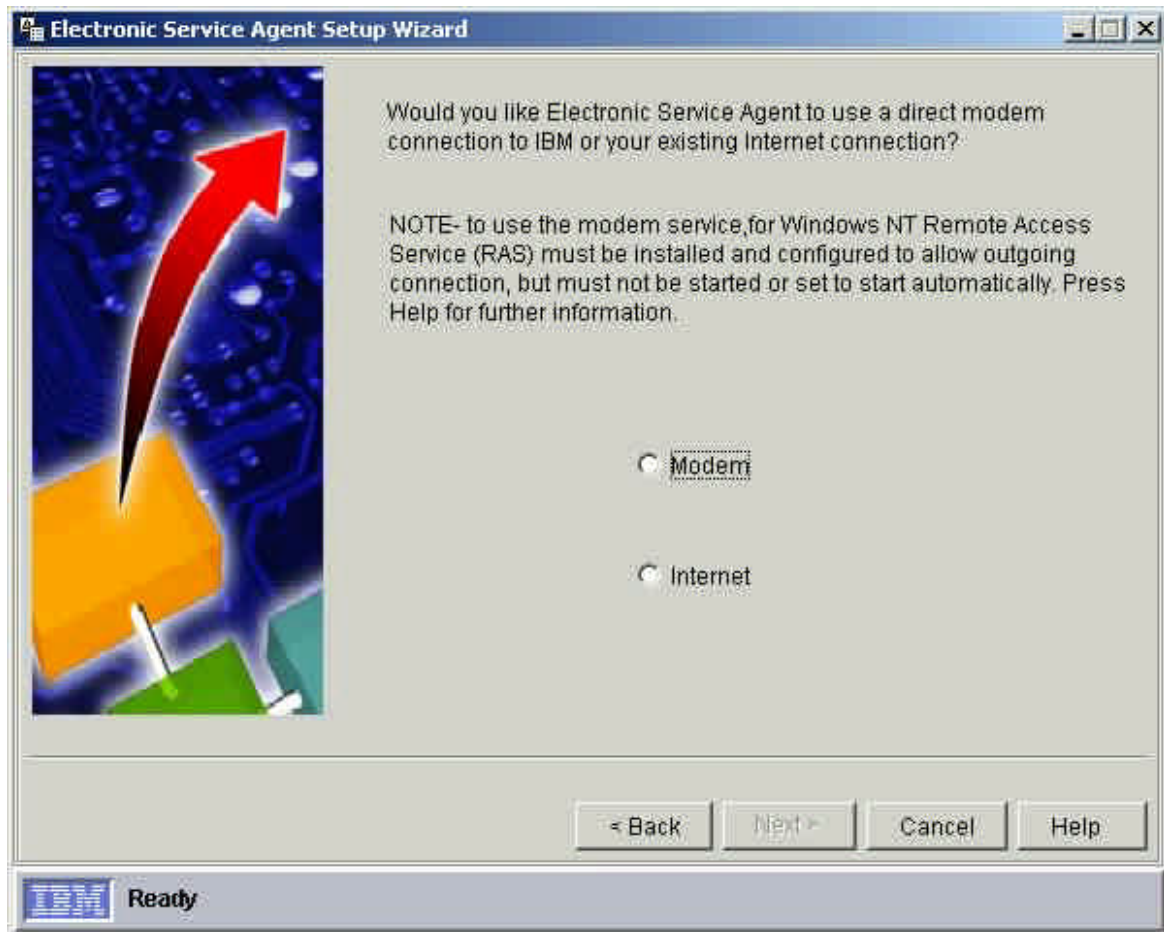 Electronic Service Agent Setup Wizard
Would you like Electronic Service Agent to use a direct modem
connection to IBM or your existing Internet connection?
NOTE- to use the modem service,for Windows NT Remote Access
Service (RAS) must be installed and configured to allow outgoing
connection, but must not be started or set to start automatically. Press
Help for further information.
Modem
Internet
< Back
Next >
Cancel
Help
IBM
Ready